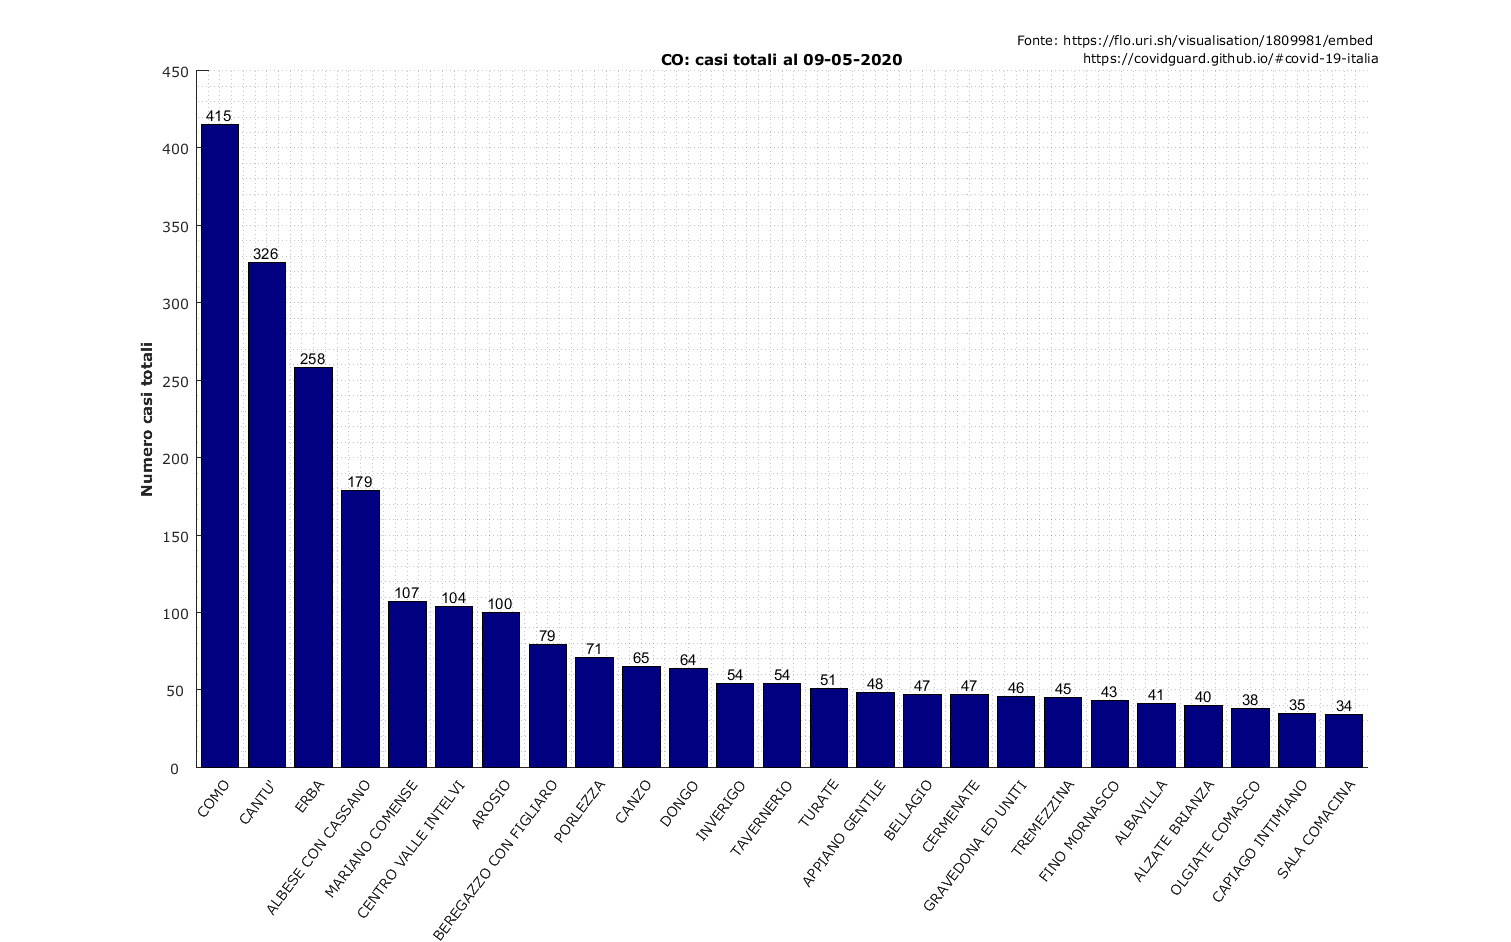 Fonte: https://flo.uri.sh/visualisation/1809981/embed
https://covidguard.github.io/#covid-19-italia
CO: casi totali al 09-05-2020
Numero casi totali
450
400
350
300
250
200
150
100
50
0
415
326
258
179
107
104
100
79
71
65
64
54
54
51
48
47
47
46
45
43
41
40
38
35
34
COMO
CANTU'
ERBA
ALBESE CON CASSANO
MARIANO COMENSE
CENTRO VALLE INTELVI
AROSIO
BEREGAZZO CON FIGLIARO
PORLEZZA
CANZO
DONGO
INVERIGO
TAVERNERIO
TURATE
APPIANO GENTILE
BELLAGIO
CERMENATE
GRAVEDONA ED UNITI
TREMEZZINA
FINO MORNASCO
ALBAVILLA
ALZATE BRIANZA
OLGIATE COMASCO
CAPIAGO INTIMIANO
SALA COMACINA